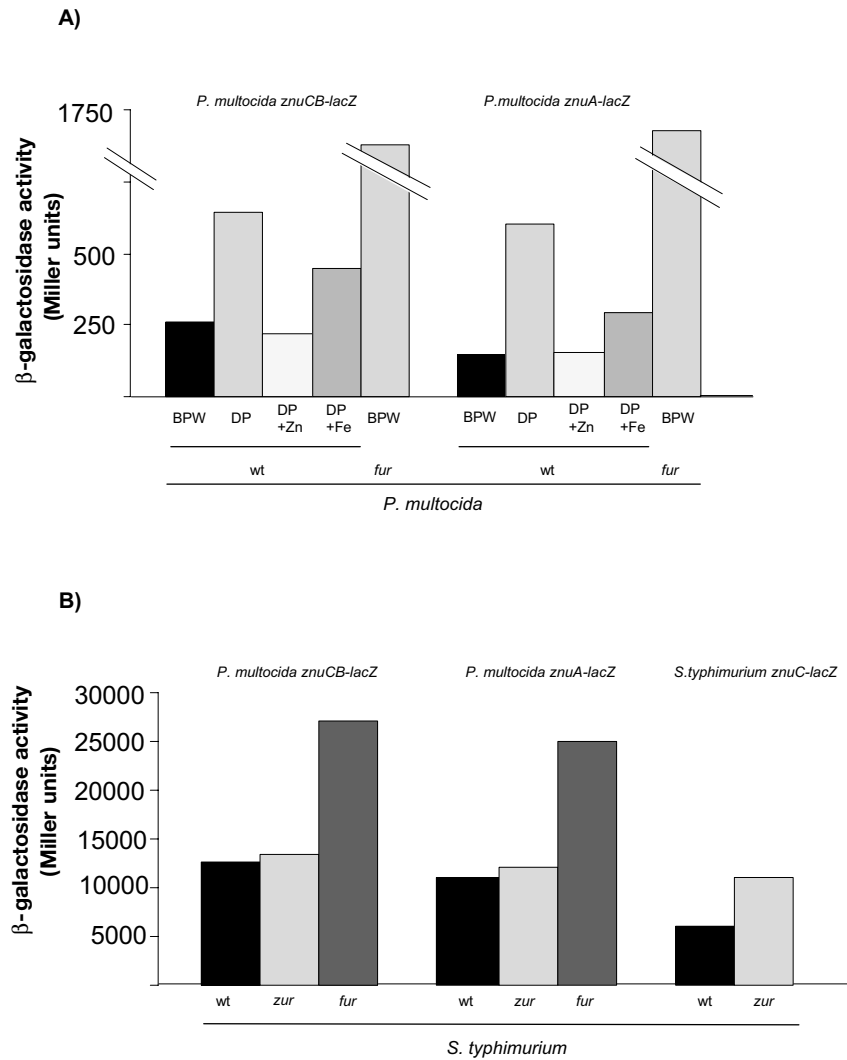 A)
P. multocida znuCB-lacZ P.multocida znuA-lacZ
1750
500
250
β-galactosidase activity
(Miller units)
BPW DP DP DP BPW BPW DP DP DP BPW
+Zn +Fe +Zn +Fe
wt fur wt fur
P. multocida
B)
P. multocida znuCB-lacZ P. multocida znuA-lacZ S.typhimurium znuC-lacZ
30000
25000
20000
15000
10000
5000
β-galactosidase activity
(Miller units)
wt zur fur wt zur fur wt zur
S. typhimurium